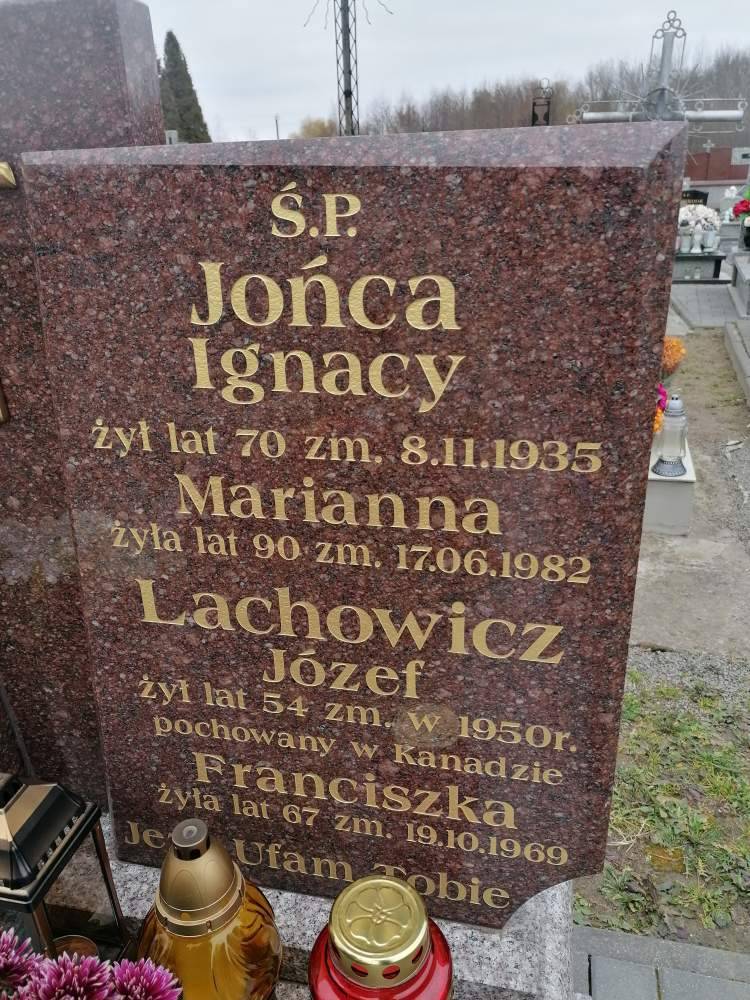 Ś.P.
Jońca
Ignacy
żył lat 70 zm. 8.11.1935
Marianna
żyła lat 90 zm. 17.06.1982
Lachowicz
Józef
żył lat 54 zm. w 1950r.
pochowany w Kanadzie
Franciszka
żyła lat 67 zm. 19.10.1969
Ufam Tobie